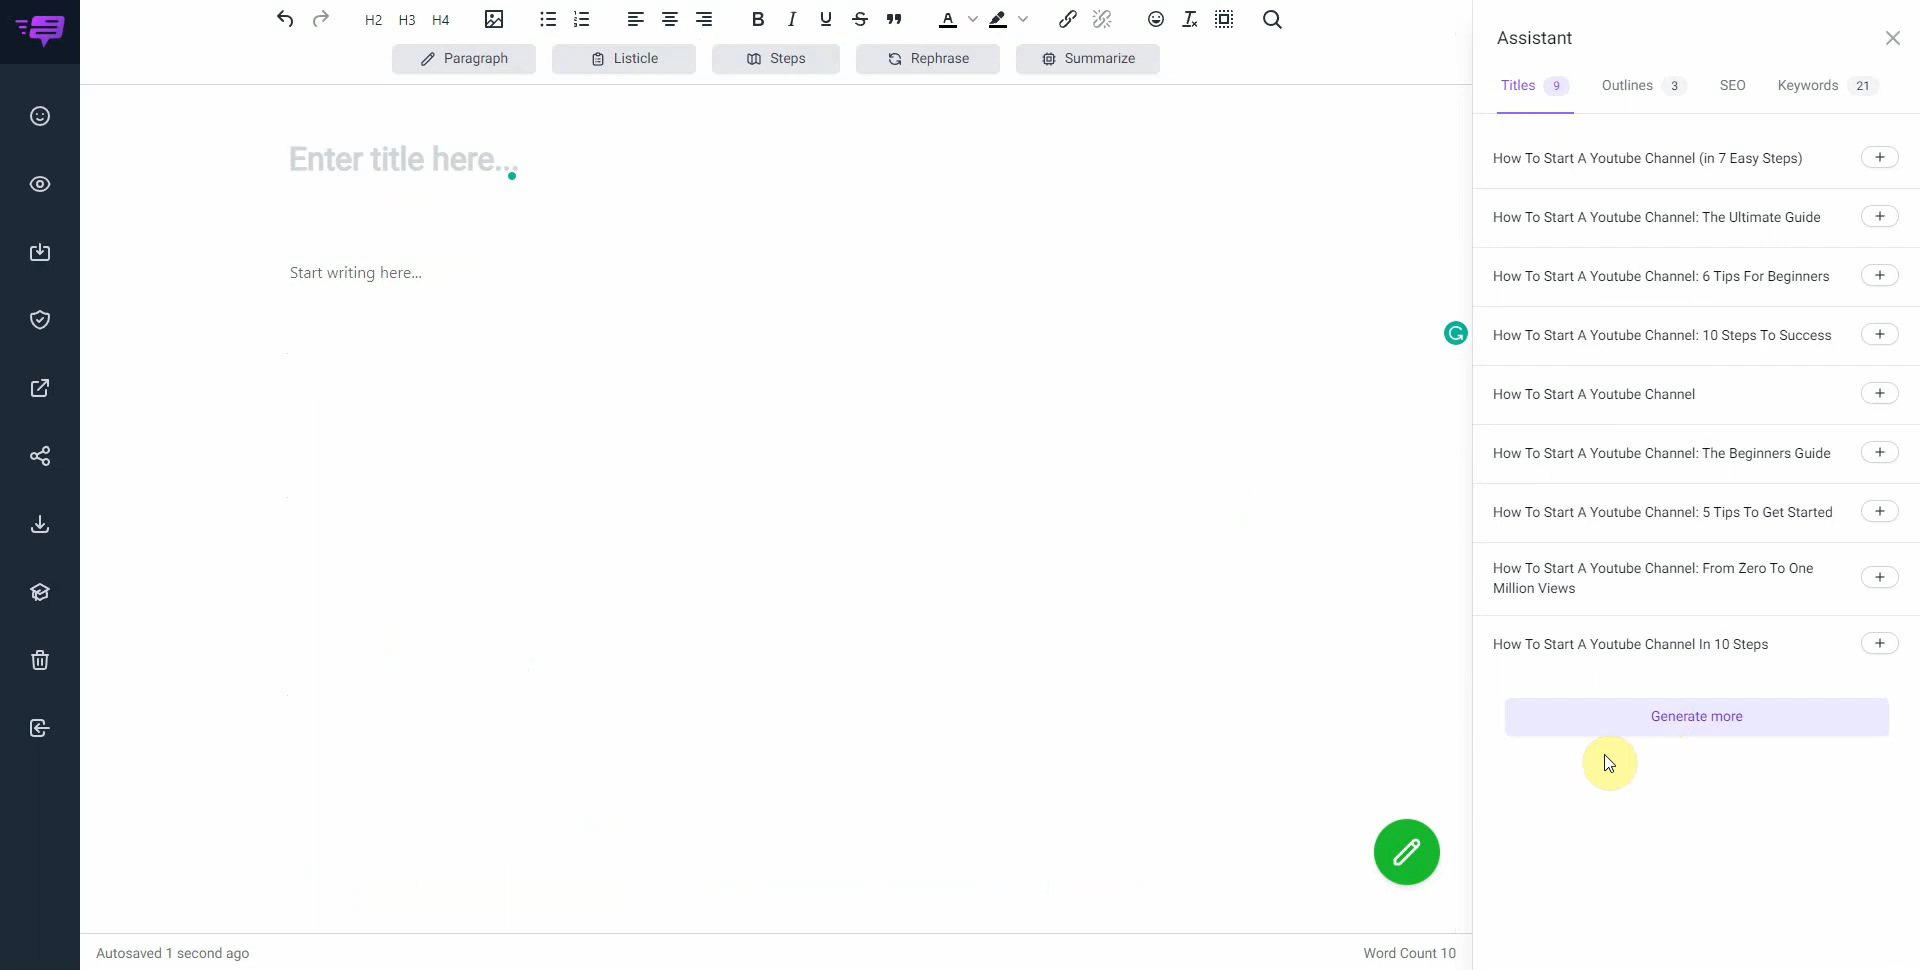 H2 H3 H4
Paragraph Listicle Steps Rephrase Summarize
Enter title here...
Start writing here...
Autosaved 1 second ago
Word Count 10
Assistant
Titles 9 Outlines 3 SEO Keywords 21
How To Start A Youtube Channel (in 7 Easy Steps)
How To Start A Youtube Channel: The Ultimate Guide
How To Start A Youtube Channel: 6 Tips For Beginners
How To Start A Youtube Channel: 10 Steps To Success
How To Start A Youtube Channel
How To Start A Youtube Channel: The Beginners Guide
How To Start A Youtube Channel: 5 Tips To Get Started
How To Start A Youtube Channel: From Zero To One
Million Views
How To Start A Youtube Channel In 10 Steps
Generate more